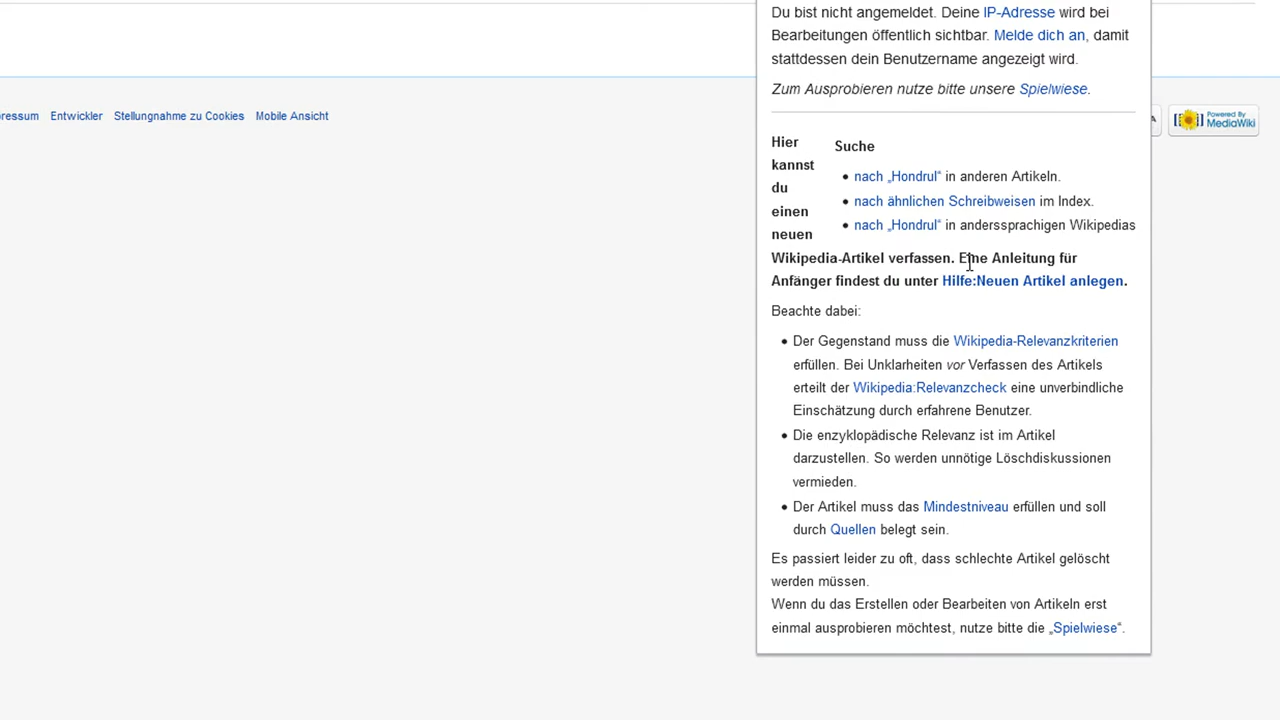 Du bist nicht angemeldet. Deine IP-Adresse wird bei
Bearbeitungen öffentlich sichtbar. Melde dich an, damit
stattdessen dein Benutzername angezeigt wird.
Zum Ausprobieren nutze bitte unsere Spielwiese.
ressum Entwickler Stellungnahme zu Cookies Mobile Ansicht
Powered By
MediaWiki
Hier
kannst
du
einen
neuen
Suche
• nach „Hondrul“ in anderen Artikeln.
• nach ähnlichen Schreibweisen im Index.
• nach „Hondrul“ in anderssprachigen Wikipedias
Wikipedia-Artikel verfassen. Eine Anleitung für
Anfänger findest du unter Hilfe:Neuen Artikel anlegen.
Beachte dabei:
• Der Gegenstand muss die Wikipedia-Relevanzkriterien
erfüllen. Bei Unklarheiten vor Verfassen des Artikels
erteilt der Wikipedia:Relevanzcheck eine unverbindliche
Einschätzung durch erfahrene Benutzer.
• Die enzyklopädische Relevanz ist im Artikel
darzustellen. So werden unnötige Löschdiskussionen
vermieden.
• Der Artikel muss das Mindestniveau erfüllen und soll
durch Quellen belegt sein.
Es passiert leider zu oft, dass schlechte Artikel gelöscht
werden müssen.
Wenn du das Erstellen oder Bearbeiten von Artikeln erst
einmal ausprobieren möchtest, nutze bitte die „Spielwiese“.